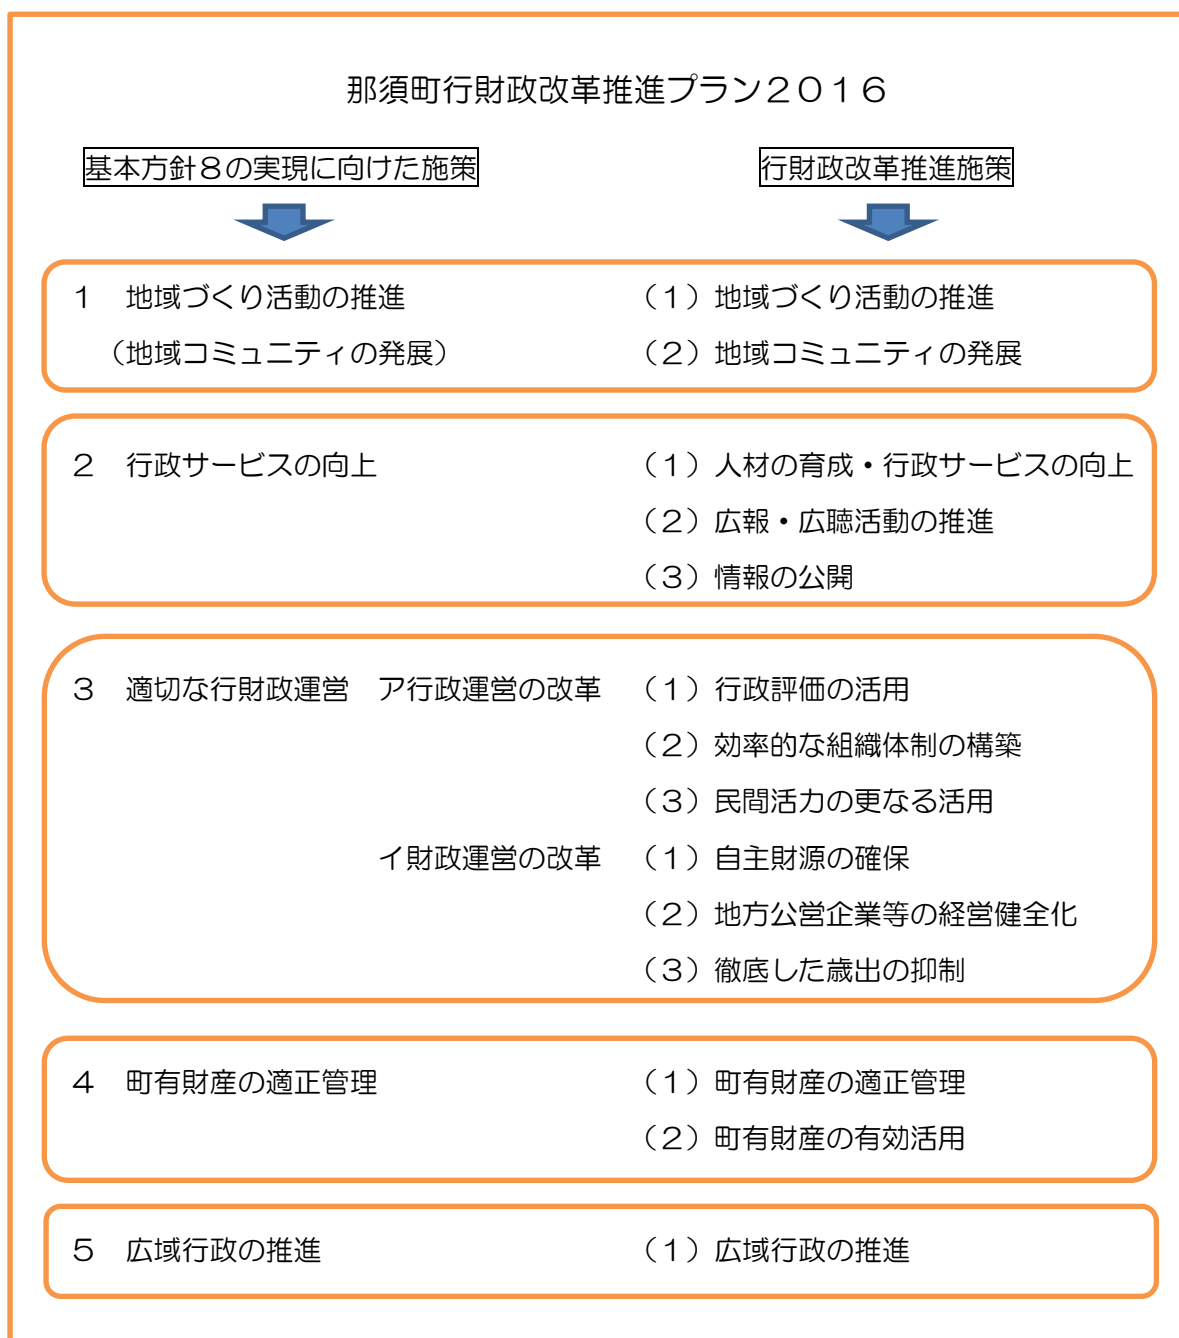 那須町行財政改革推進プラン２０１６
基本方針８の実現に向けた施策　行財政改革推進施策
１　地域づくり活動の推進　（１）地域づくり活動の推進
（地域コミュニティの発展）　（２）地域コミュニティの発展
２　行政サービスの向上　（１）人材の育成・行政サービスの向上
（２）広報・広聴活動の推進
（３）情報の公開
３　適切な行財政運営　ア行政運営の改革　（１）行政評価の活用
（２）効率的な組織体制の構築
（３）民間活力の更なる活用
イ財政運営の改革　（１）自主財源の確保
（２）地方公営企業等の経営健全化
（３）徹底した歳出の抑制
４　町有財産の適正管理　（１）町有財産の適正管理
（２）町有財産の有効活用
５　広域行政の推進　（１）広域行政の推進